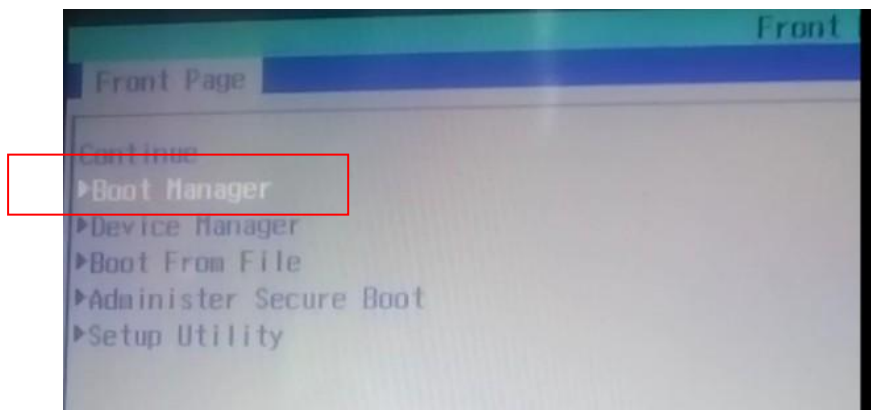 Front
Front Page
Continue
▶Boot Manager
▶Device Manager
▶Boot From File
▶Administer Secure Boot
▶Setup Utility